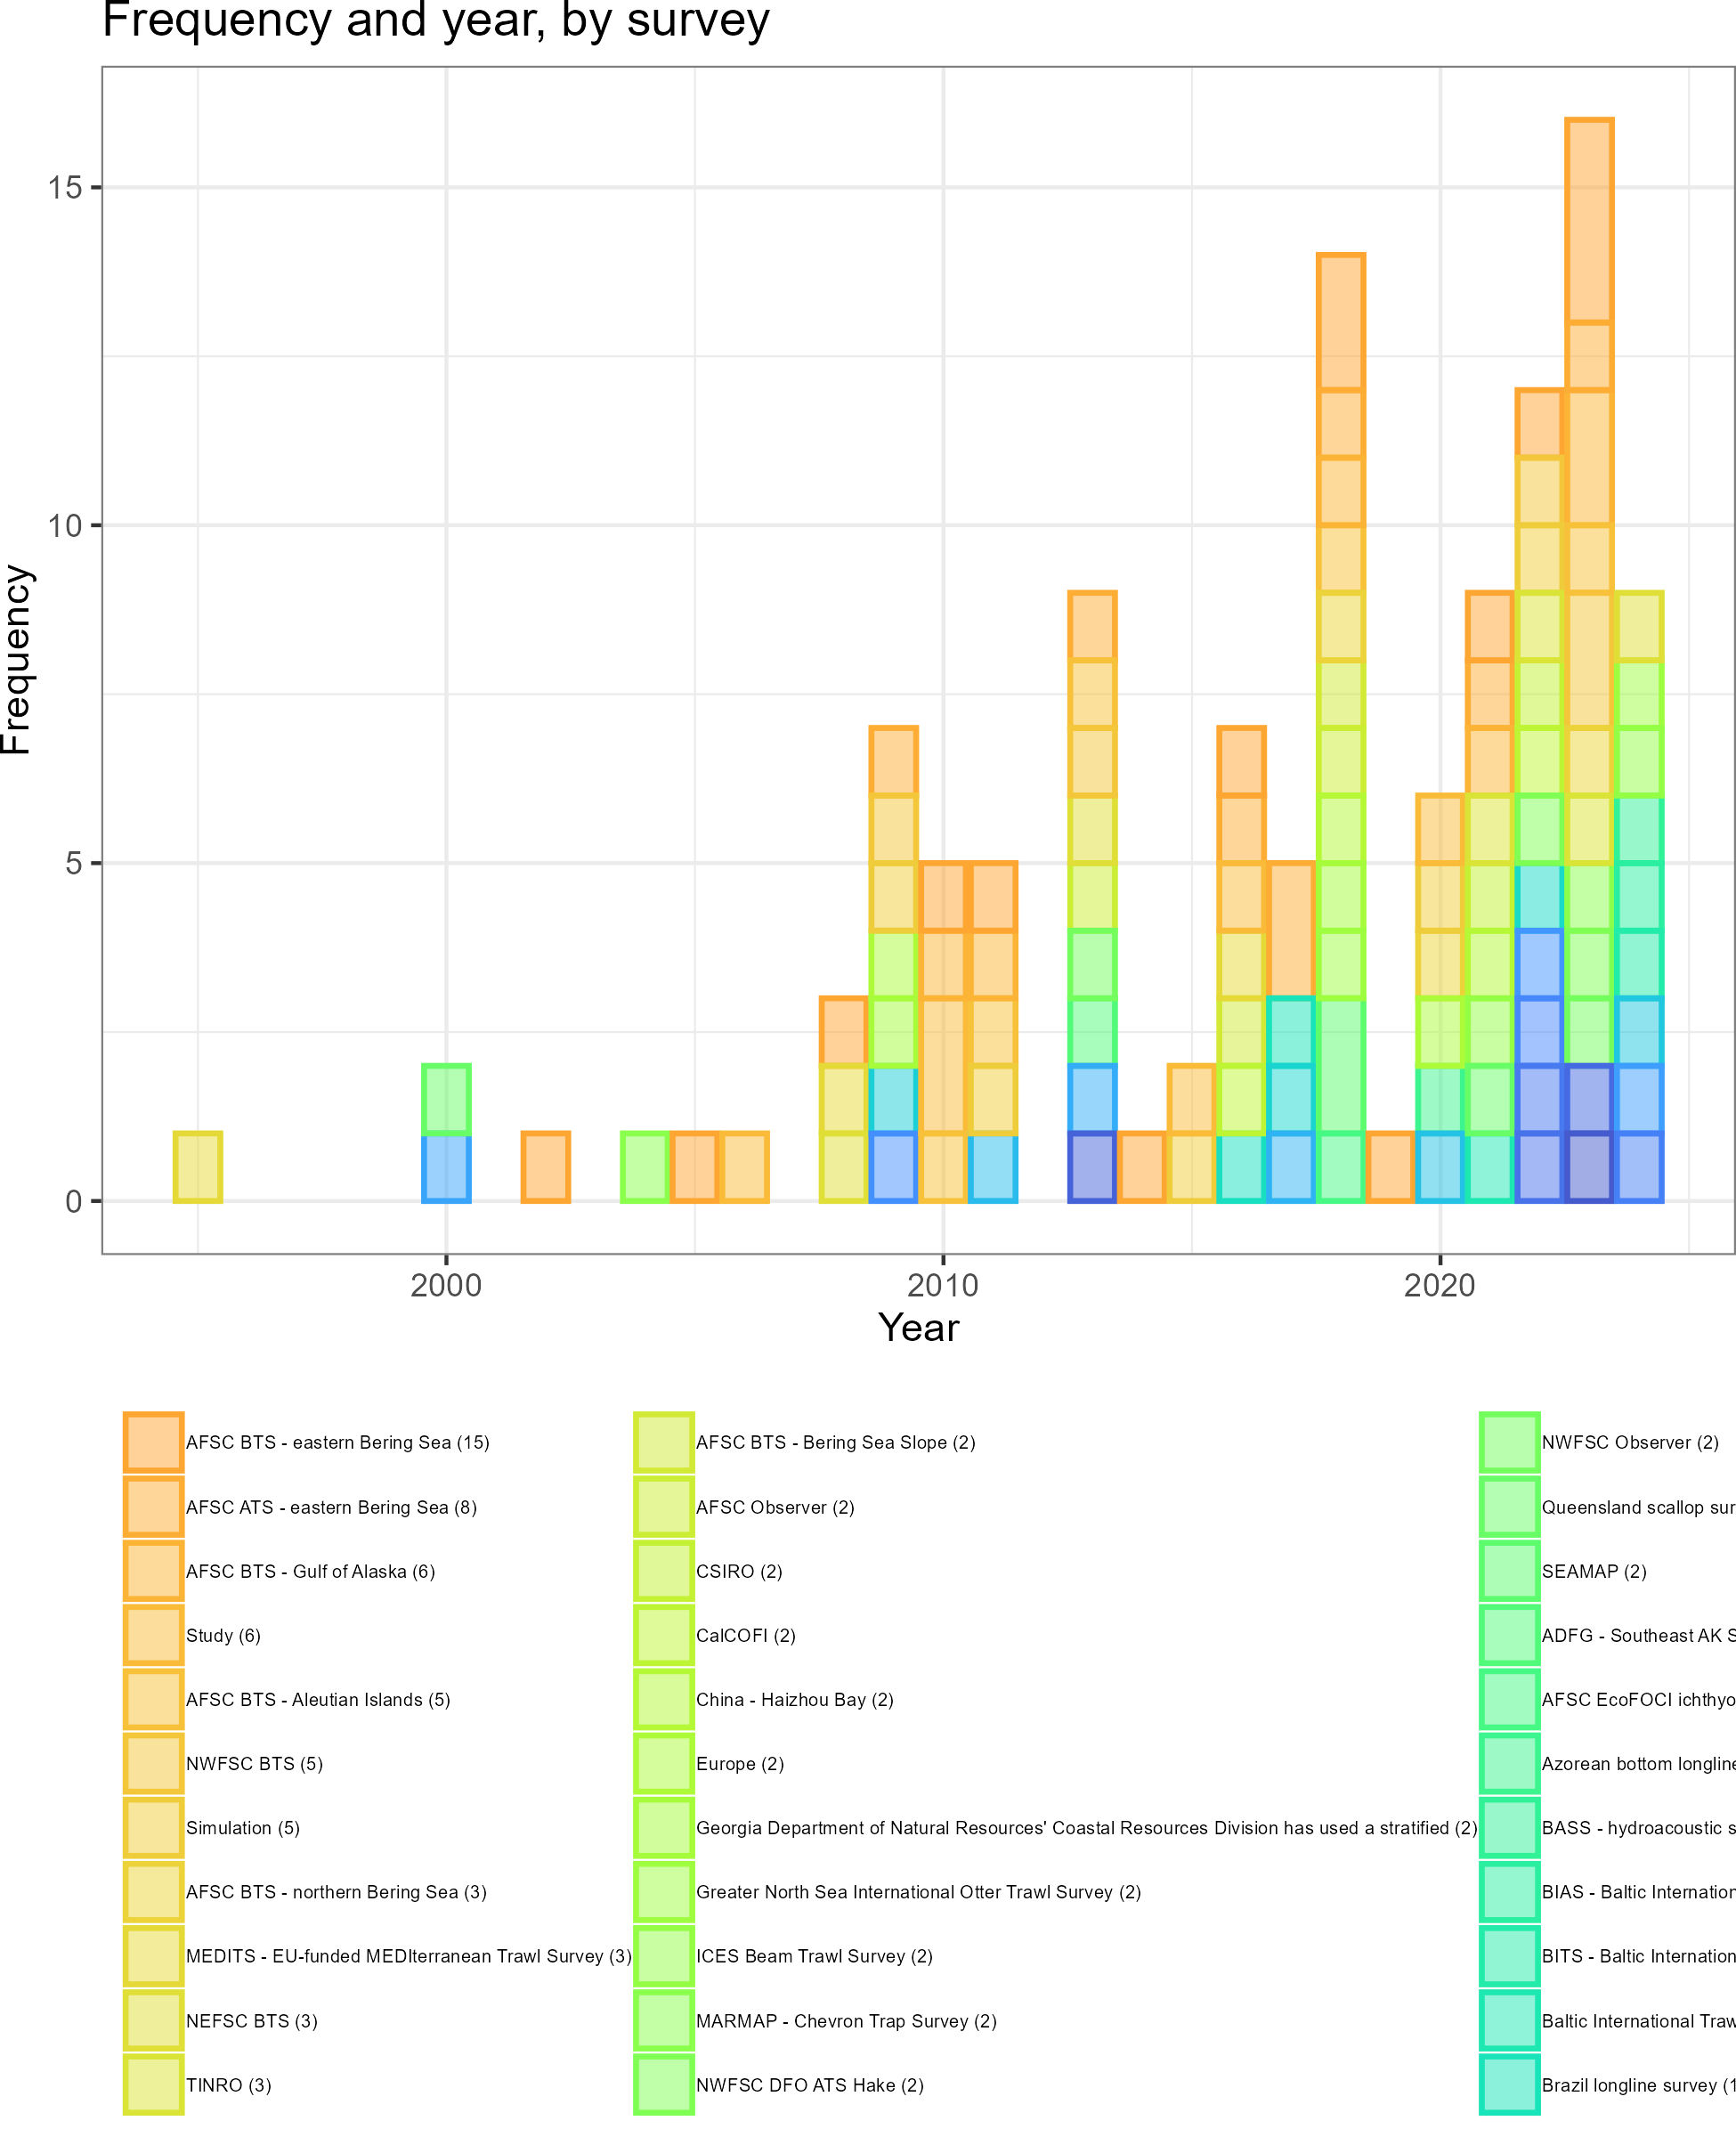 Frequency and year, by survey
15
10
5
0
Frequency
2000 2010 2020
Year
AFSC BTS - eastern Bering Sea (15)
AFSC ATS - eastern Bering Sea (8)
AFSC BTS - Gulf of Alaska (6)
Study (6)
AFSC BTS - Aleutian Islands (5)
NWFSC BTS (5)
Simulation (5)
AFSC BTS - northern Bering Sea (3)
MEDITS - EU-funded MEDIterranean Trawl Survey (3)
NEFSC BTS (3)
TINRO (3)
AFSC BTS - Bering Sea Slope (2)
AFSC Observer (2)
CSIRO (2)
CalCOFI (2)
China - Haizhou Bay (2)
Europe (2)
Georgia Department of Natural Resources' Coastal Resources Division has used a stratified (2)
Greater North Sea International Otter Trawl Survey (2)
ICES Beam Trawl Survey (2)
MARMAP - Chevron Trap Survey (2)
NWFSC DFO ATS Hake (2)
NWFSC Observer (2)
Queensland scallop
SEAMAP (2)
ADFG - Southeast AK
AFSC EcoFOCI
Azorean bottom
BASS - hydroacoustic
BIAS - Baltic
BITS - Baltic
Baltic International
Brazil longline survey